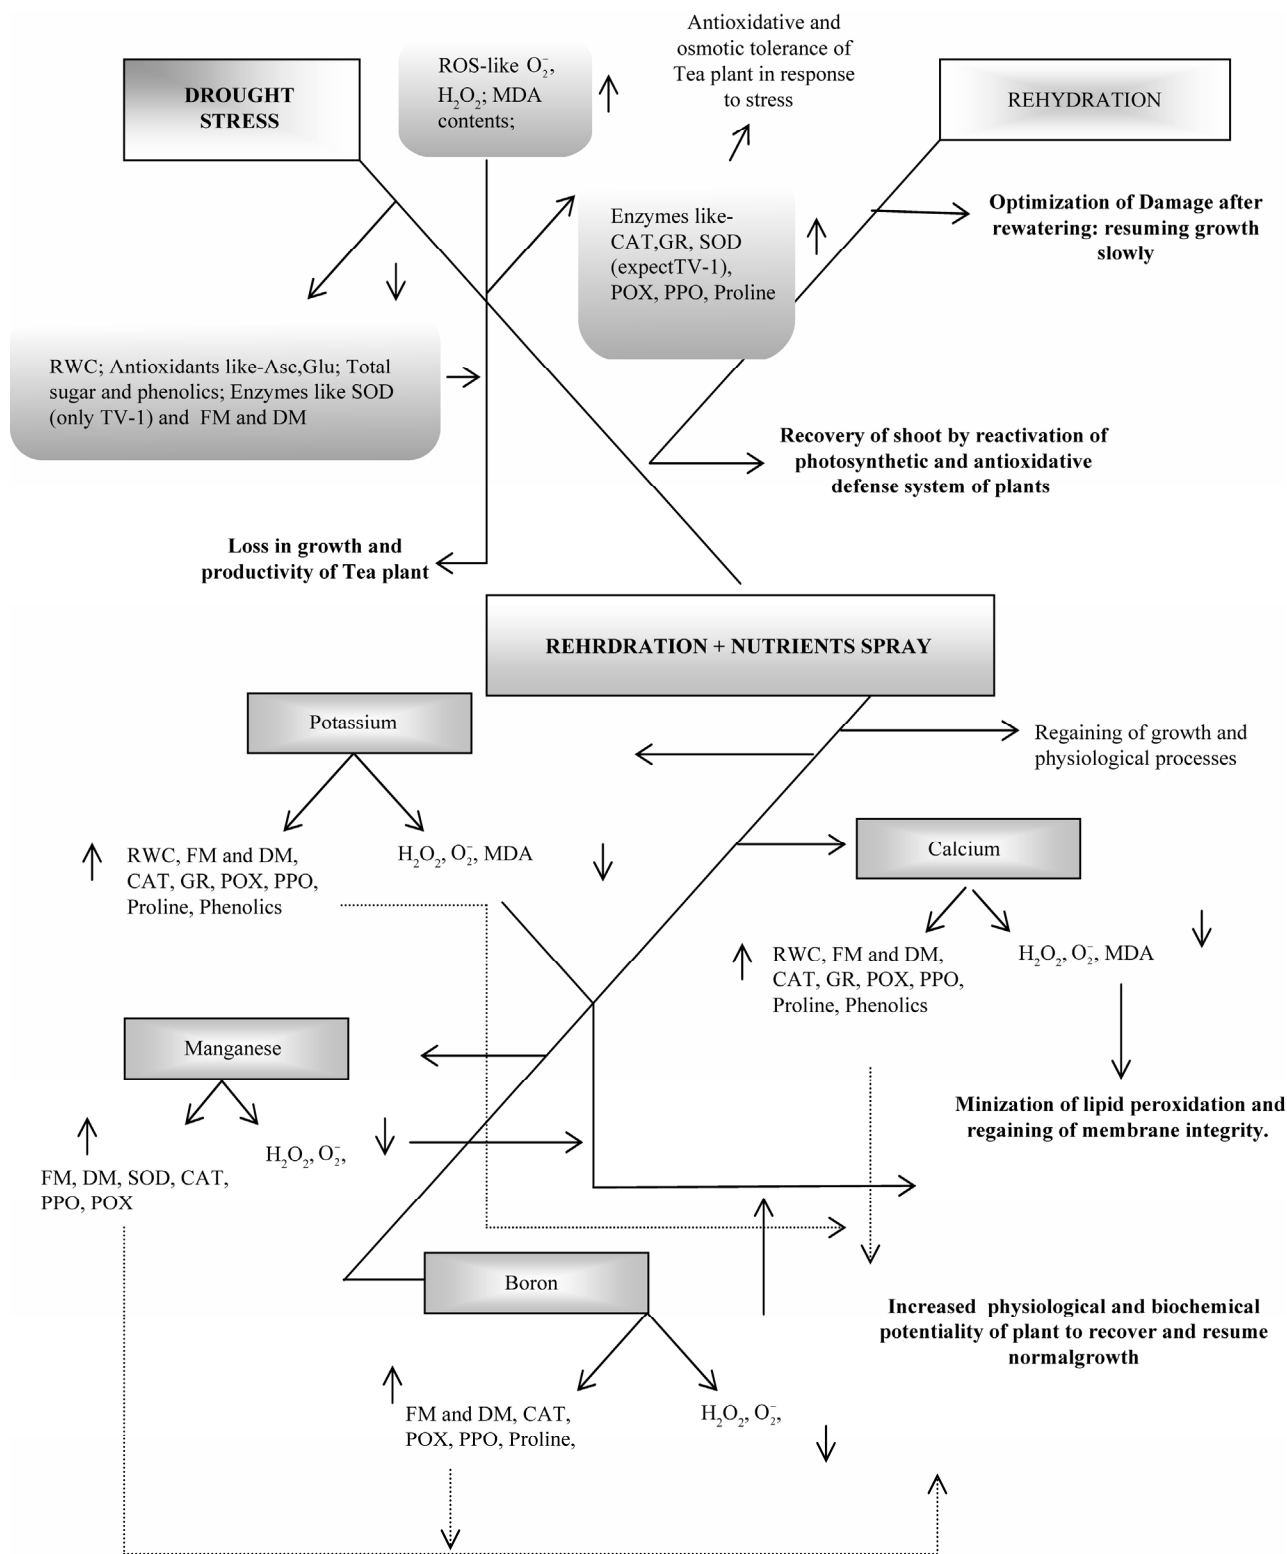 Antioxidative and
osmotic tolerance of
Tea plant in response
to stress
DROUGHT
STRESS
ROS-like O₂⁻,
H₂O₂; MDA
contents;
REHYDRATION
Enzymes like-
CAT,GR, SOD
(expectTV-1),
POX, PPO, Proline
Optimization of Damage after
rewatering: resuming growth
slowly
RWC; Antioxidants like-Asc,Glu; Total
sugar and phenolics; Enzymes like SOD
(only TV-1) and FM and DM
Recovery of shoot by reactivation of
photosynthetic and antioxidative
defense system of plants
Loss in growth and
productivity of Tea plant
REHRDRATION + NUTRIENTS SPRAY
Potassium
Regaining of growth and
physiological processes
RWC, FM and DM,
CAT, GR, POX, PPO,
Proline, Phenolics
H₂O₂, O₂⁻, MDA
Calcium
RWC, FM and DM,
CAT, GR, POX, PPO,
Proline, Phenolics
H₂O₂, O₂⁻, MDA
Manganese
Minization of lipid peroxidation and
regaining of membrane integrity.
FM, DM, SOD, CAT,
PPO, POX
H₂O₂, O₂⁻,
Boron
Increased physiological and biochemical
potentiality of plant to recover and resume
normalgrowth
FM and DM, CAT,
POX, PPO, Proline,
H₂O₂, O₂⁻,